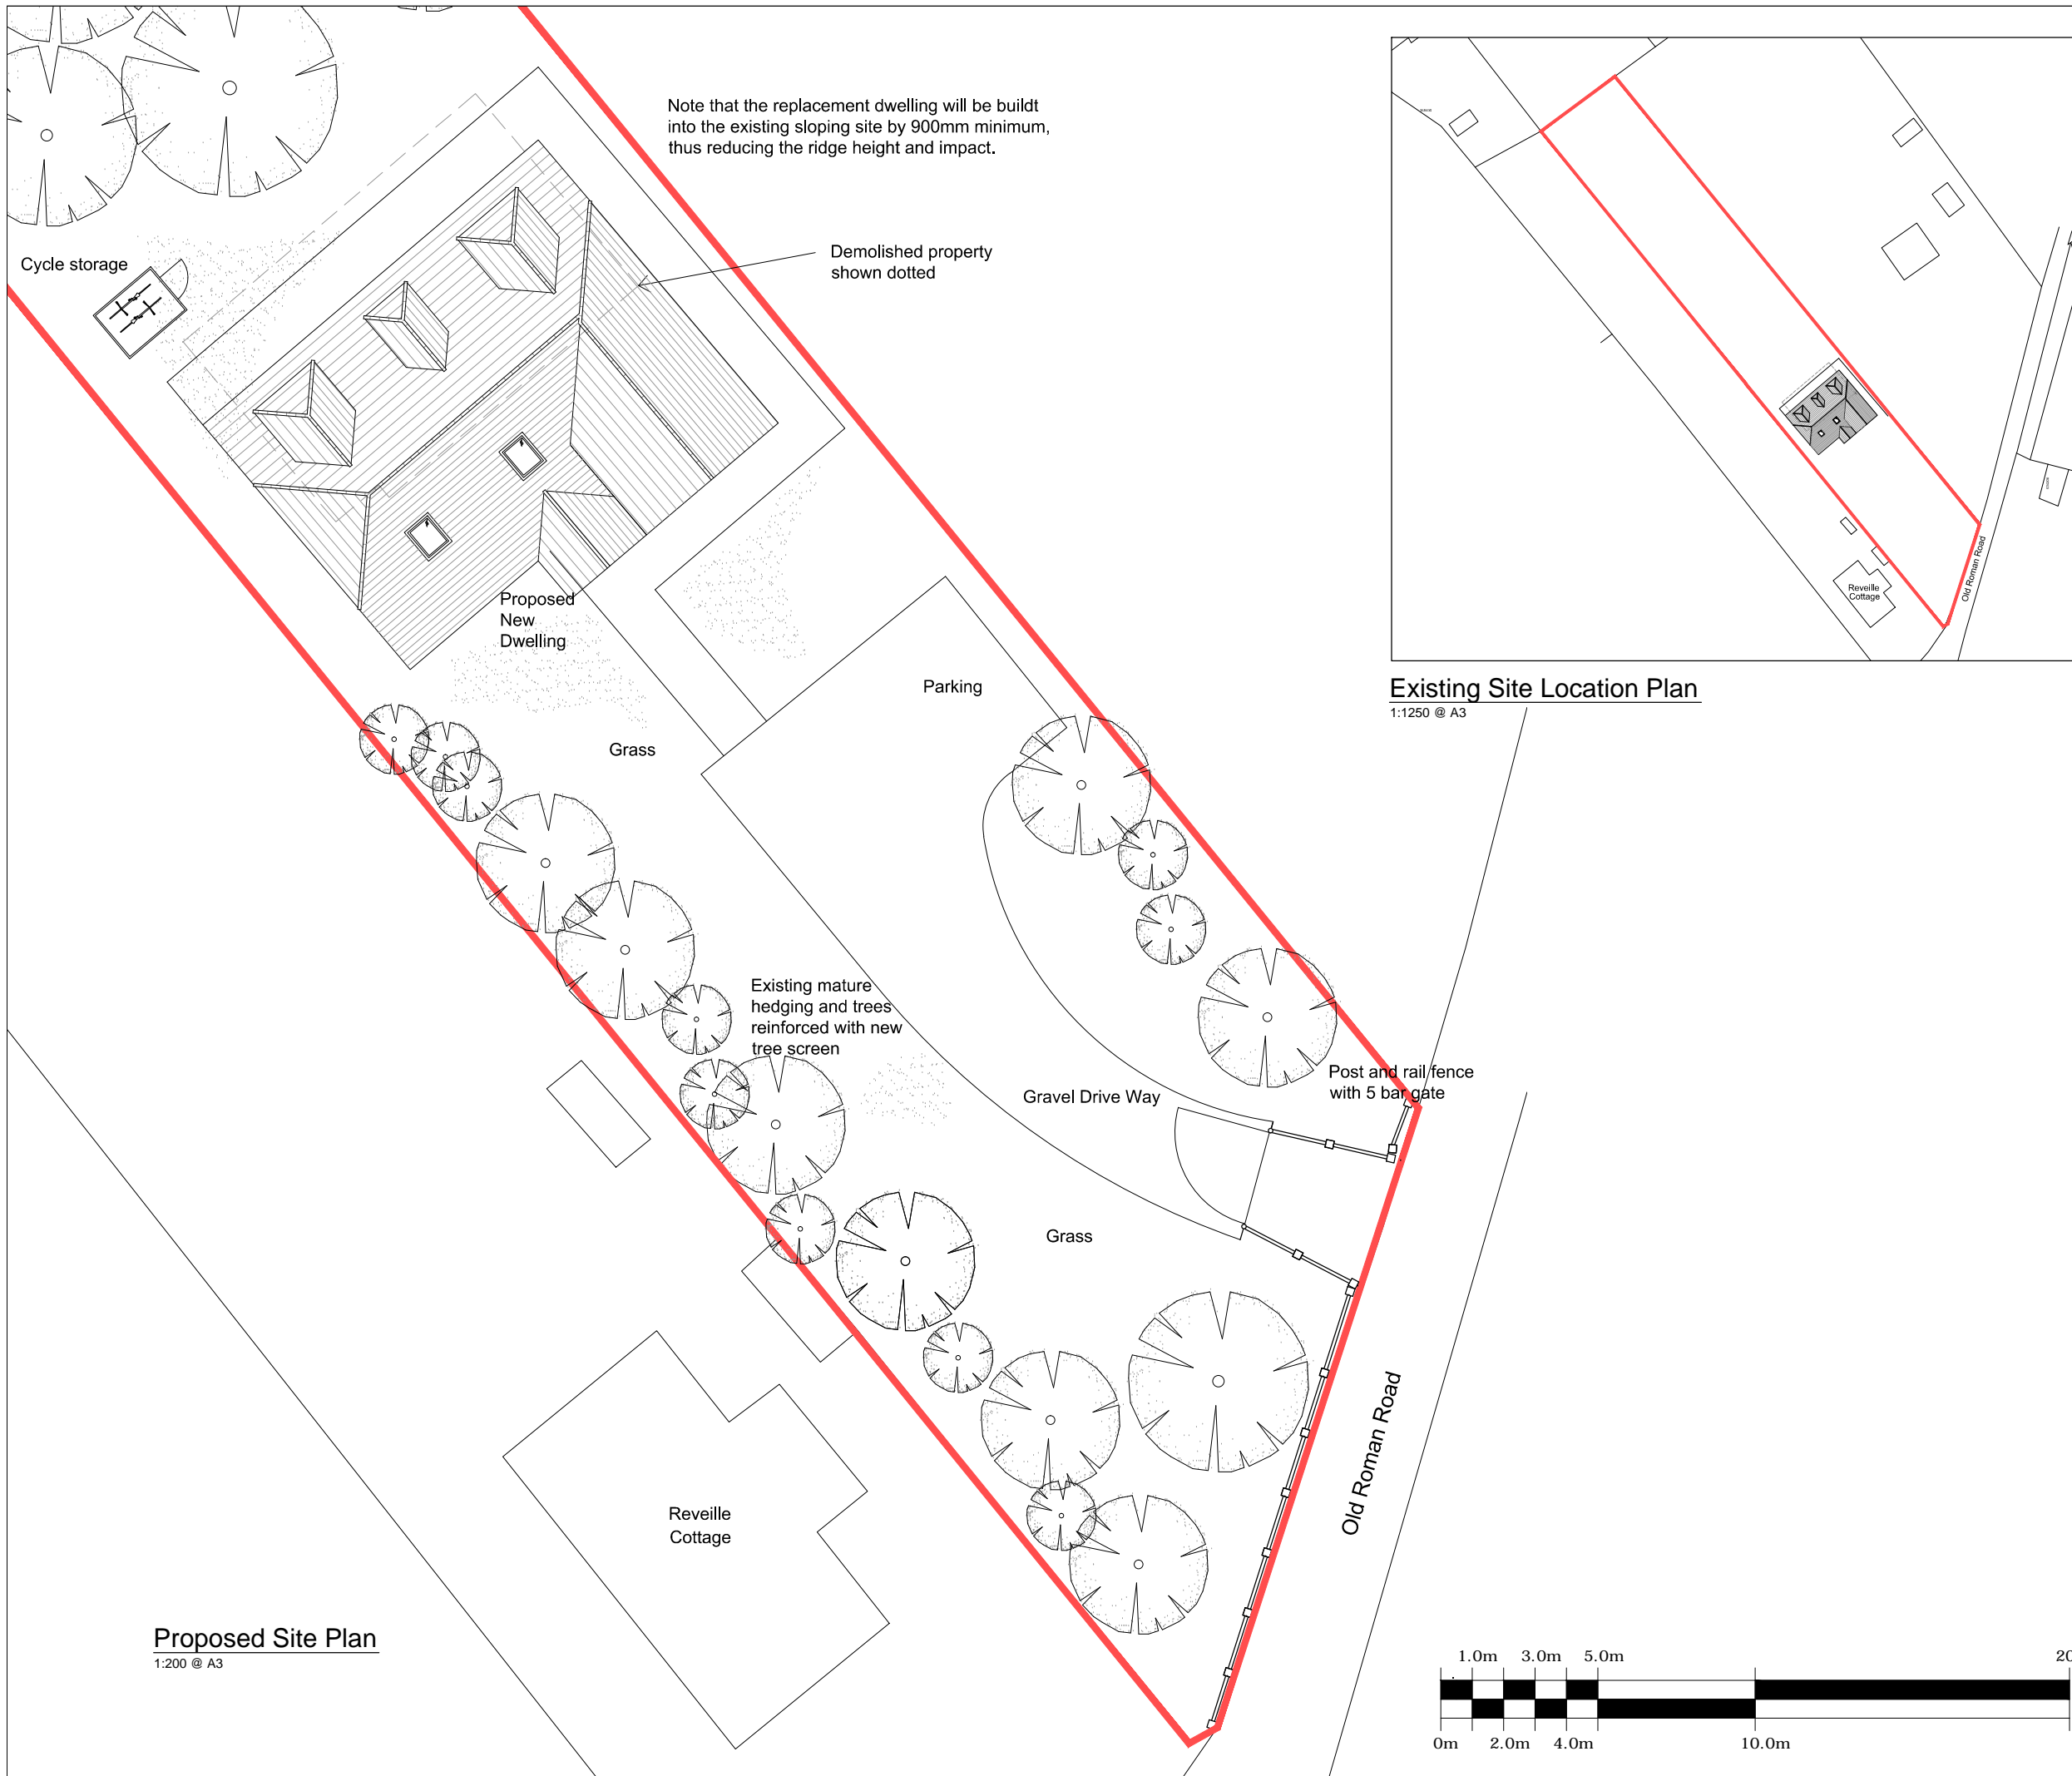 Note that the replacement dwelling will be buildt
into the existing sloping site by 900mm minimum,
thus reducing the ridge height and impact.
Demolished property
shown dotted
Cycle storage
Proposed
New
Dwelling
Parking
Grass
Existing mature
hedging and trees
reinforced with new
tree screen
Gravel Drive Way
Post and rail fence
with 5 bar gate
Grass
Old Roman Road
Reveille
Cottage
Proposed Site Plan
1:200 @ A3
Reveille
Cottage
Old Roman Road
Existing Site Location Plan
1:1250 @ A3
1.0m 3.0m 5.0m 20
0m 2.0m 4.0m 10.0m